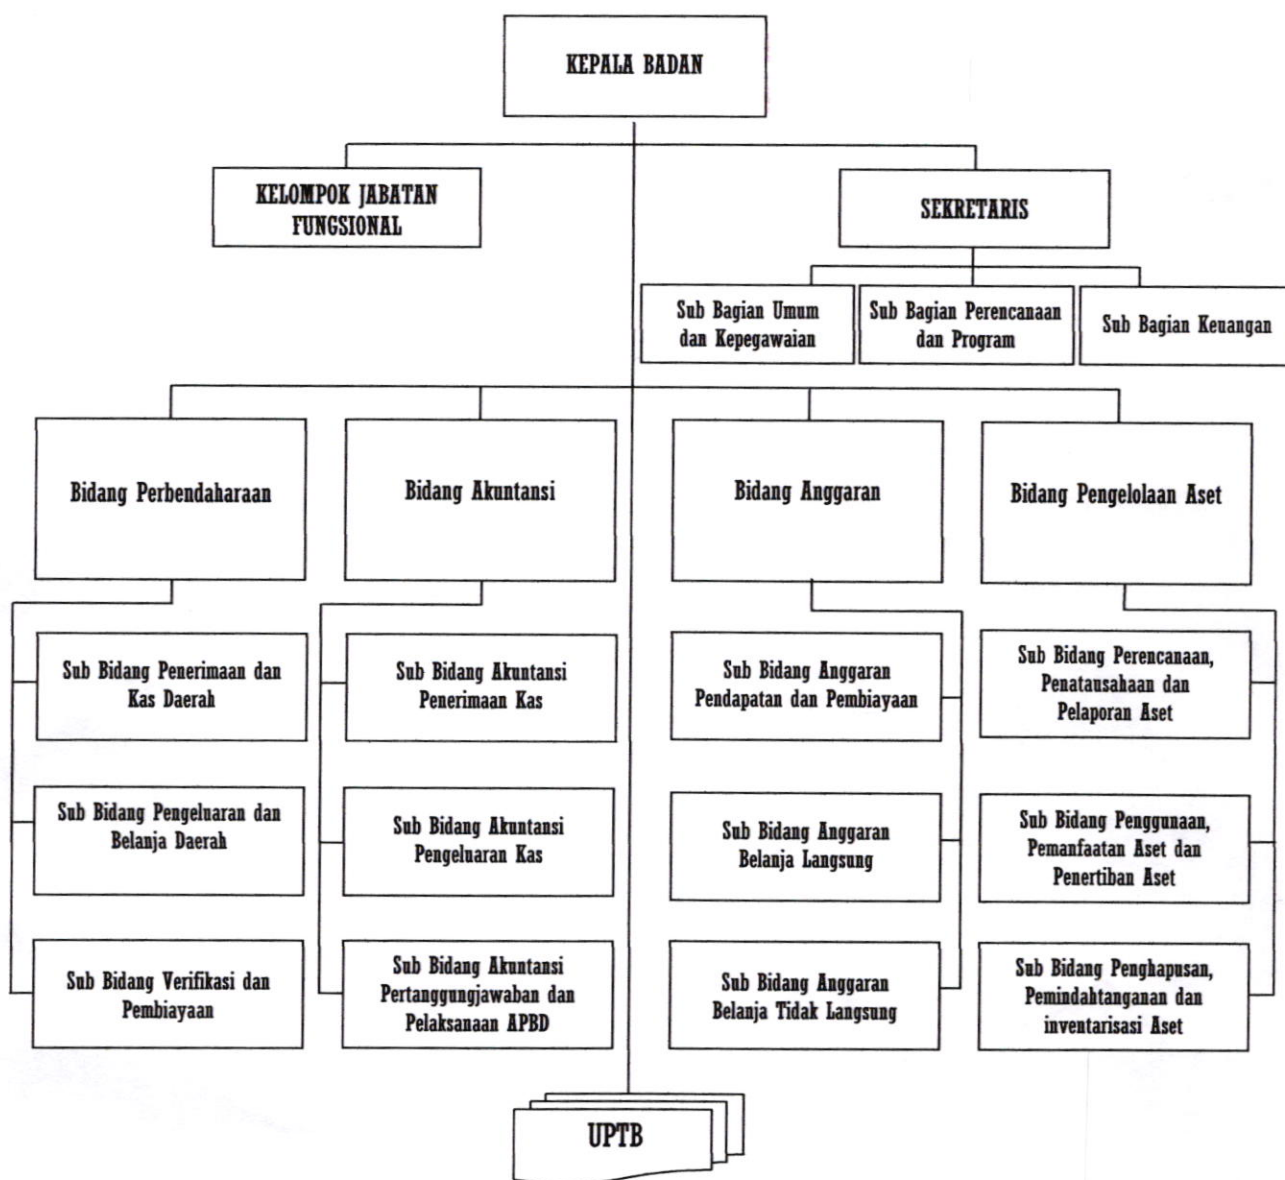 KEPALA BADAN
KELOMPOK JABATAN
FUNGSIONAL
SEKRETARIS
Sub Bagian Umum
dan Kepegawaian
Sub Bagian Perencanaan
dan Program
Sub Bagian Keuangan
Bidang Perbendaharaan
Bidang Akuntansi
Bidang Anggaran
Bidang Pengelolaan Aset
Sub Bidang Penerimaan dan
Kas Daerah
Sub Bidang Akuntansi
Penerimaan Kas
Sub Bidang Anggaran
Pendapatan dan Pembiayaan
Sub Bidang Perencanaan,
Penatausahaan dan
Pelaporan Aset
Sub Bidang Pengeluaran dan
Belanja Daerah
Sub Bidang Akuntansi
Pengeluaran Kas
Sub Bidang Anggaran
Belanja Langsung
Sub Bidang Penggunaan,
Pemanfaatan Aset dan
Penertiban Aset
Sub Bidang Verifikasi dan
Pembiayaan
Sub Bidang Akuntansi
Pertanggungjawaban dan
Pelaksanaan APBD
Sub Bidang Anggaran
Belanja Tidak Langsung
Sub Bidang Penghapusan,
Pemindahtanganan dan
inventarisasi Aset
UPTB